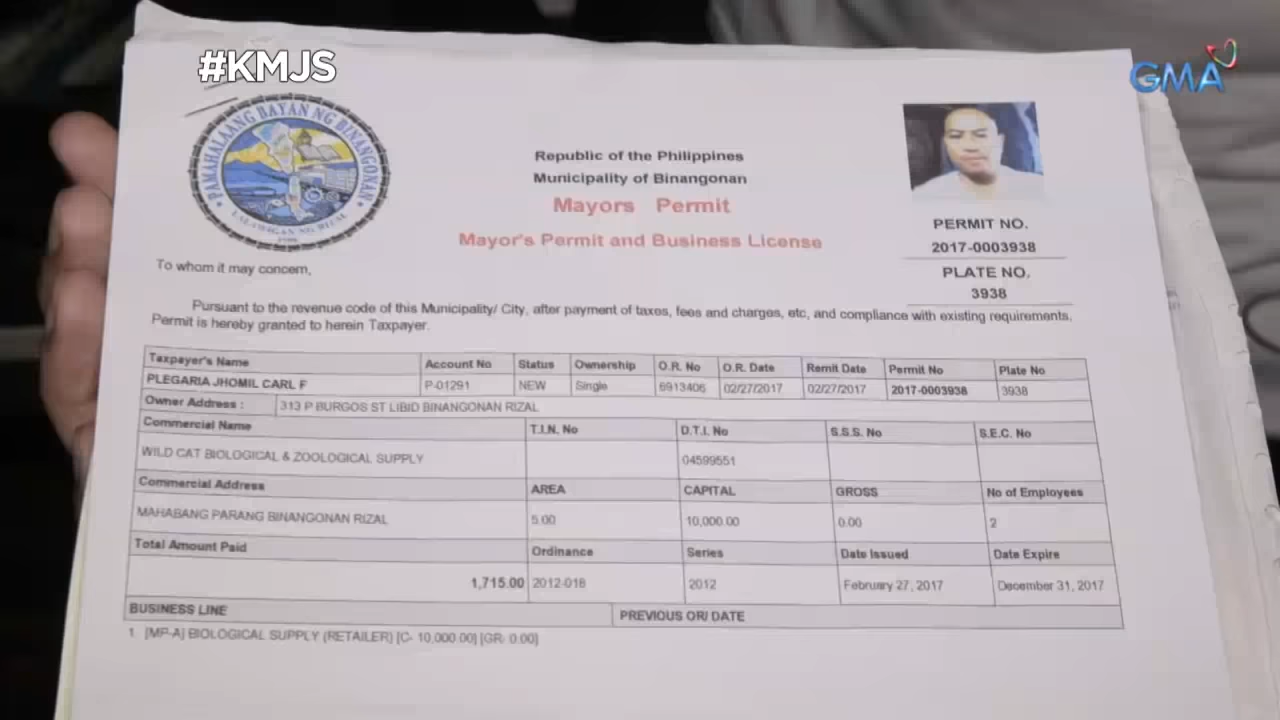 #KMJS
GMA
PAMAHALAANG BAYAN NG BINANGONAN
LALAWIGAN NG RIZAL
Republic of the Philippines
Municipality of Binangonan
Mayors Permit
Mayor's Permit and Business License
PERMIT NO.
2017-0003938
PLATE NO.
3938
To whom it may concern,
Pursuant to the revenue code of this Municipality/ City, after payment of taxes, fees and charges, etc, and compliance with existing requirements,
Permit is hereby granted to herein Taxpayer.
Taxpayer's Name Account No Status Ownership O.R. No O.R. Date Remit Date Permit No Plate No
PLEGARIA JHOMIL CARL F P-01291 NEW Single 6913406 02/27/2017 02/27/2017 2017-0003938 3938
Owner Address : 313 P BURGOS ST LIBID BINANGONAN RIZAL
Commercial Name T.I.N. No D.T.I. No S.S.S. No S.E.C. No
WILD CAT BIOLOGICAL & ZOOLOGICAL SUPPLY 04599551
Commercial Address AREA CAPITAL GROSS No of Employees
MAHABANG PARANG BINANGONAN RIZAL 5.00 10,000.00 0.00 2
Total Amount Paid Ordinance Series Date Issued Date Expire
1,715.00 2012-018 2012 February 27, 2017 December 31, 2017
BUSINESS LINE PREVIOUS OR/ DATE
1. [MP-A] BIOLOGICAL SUPPLY (RETAILER) [C- 10,000.00] [GR- 0.00]